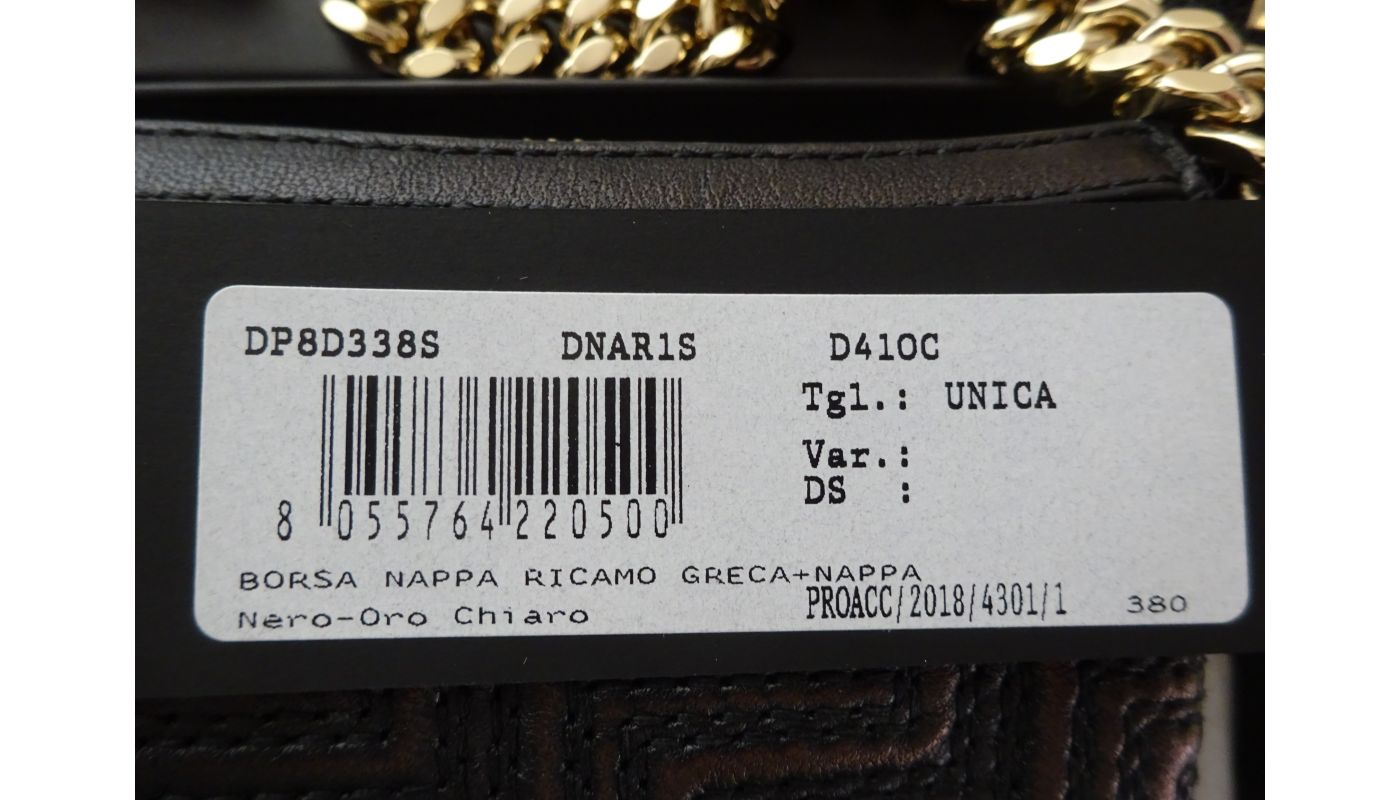 DP8D338S DNAR1S D410C
Tgl.: UNICA
Var.:
DS :
8 055764 220500
BORSA NAPPA RICAMO GRECA+NAPPA
Nero-Oro Chiaro PROACC/2018/4301/1 380